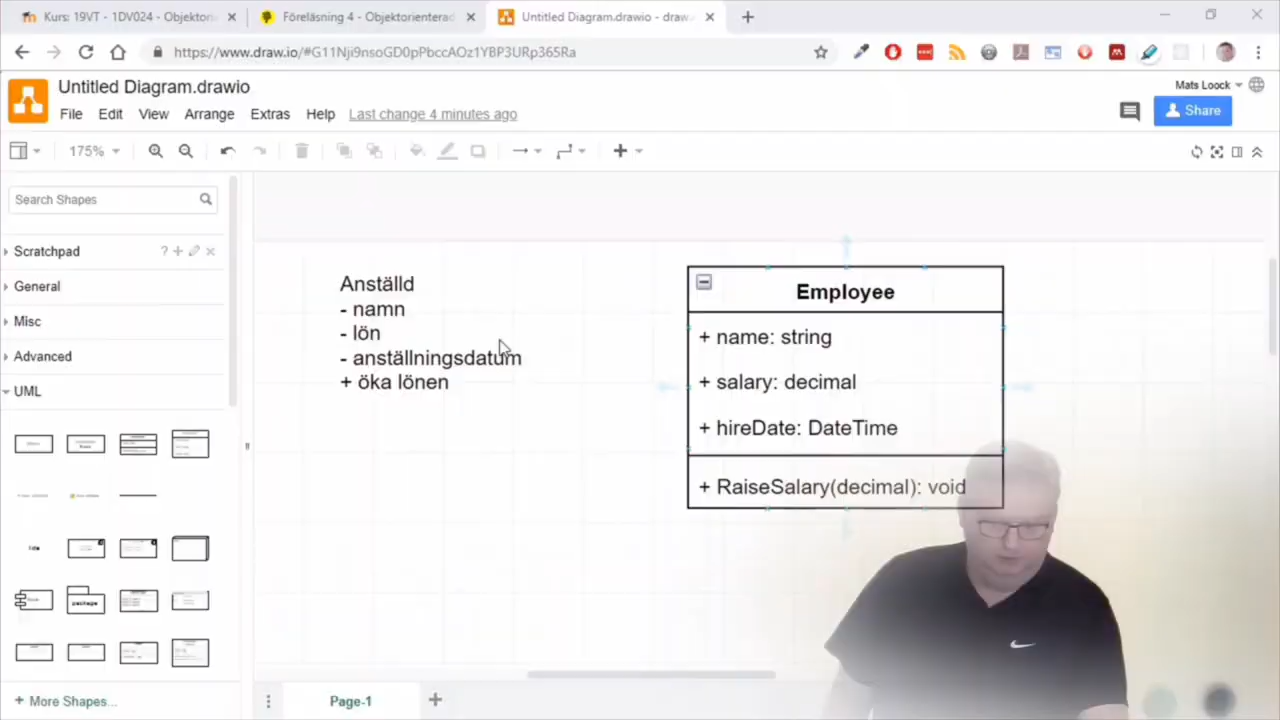 Kurs: 19VT - 1DV024 - Objektori
Föreläsning 4 - Objektorienterad
Untitled Diagram.drawio - draw.
https://www.draw.io/#G11Nji9nsoGD0pPbccAOz1YBP3URp365Ra
Untitled Diagram.drawio
Mats Loock
File Edit View Arrange Extras Help Last change 4 minutes ago
Share
175%
Search Shapes
Scratchpad
General
Misc
Advanced
UML
Title
package
+ More Shapes...
Anställd
- namn
- lön
- anställningsdatum
+ öka lönen
Employee
+ name: string
+ salary: decimal
+ hireDate: DateTime
+ RaiseSalary(decimal): void
Page-1